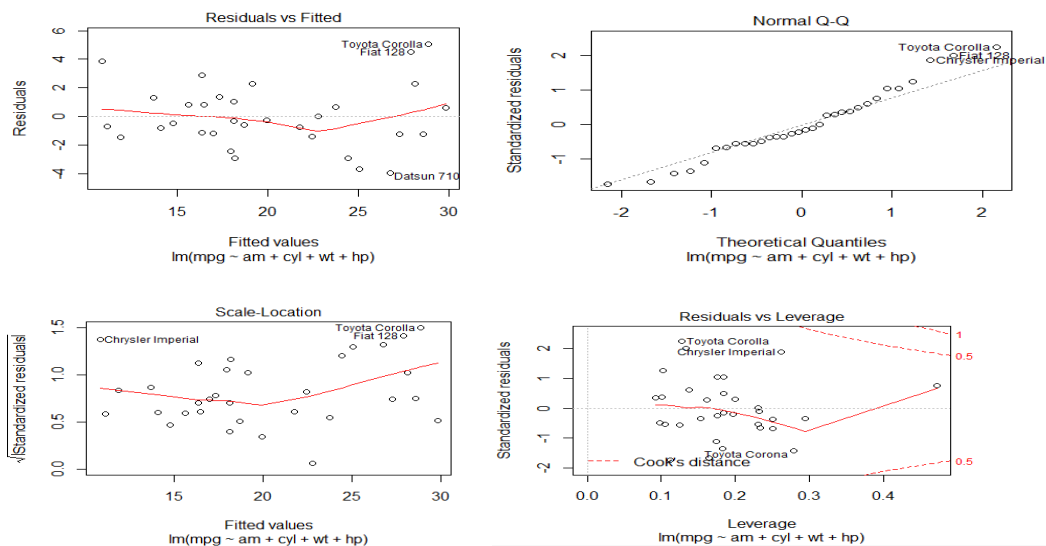 Residuals vs Fitted
Residuals
6
4
2
0
-2
-4
Toyota Corolla
Fiat 128
Datsun 710
15
20
25
30
Fitted values
lm(mpg ~ am + cyl + wt + hp)
Normal Q-Q
Standardized residuals
2
1
0
-1
Toyota Corolla
Fiat 128
Chrysler Imperial
-2
-1
0
1
2
Theoretical Quantiles
lm(mpg ~ am + cyl + wt + hp)
Scale-Location
√|Standardized residuals|
1.5
1.0
0.5
0.0
Toyota Corolla
Fiat 128
Chrysler Imperial
15
20
25
30
Fitted values
lm(mpg ~ am + cyl + wt + hp)
Residuals vs Leverage
Standardized residuals
2
1
0
-1
-2
Toyota Corolla
Chrysler Imperial
Toyota Corona
Cook's distance
1
0.5
0.5
0.0
0.1
0.2
0.3
0.4
Leverage
lm(mpg ~ am + cyl + wt + hp)